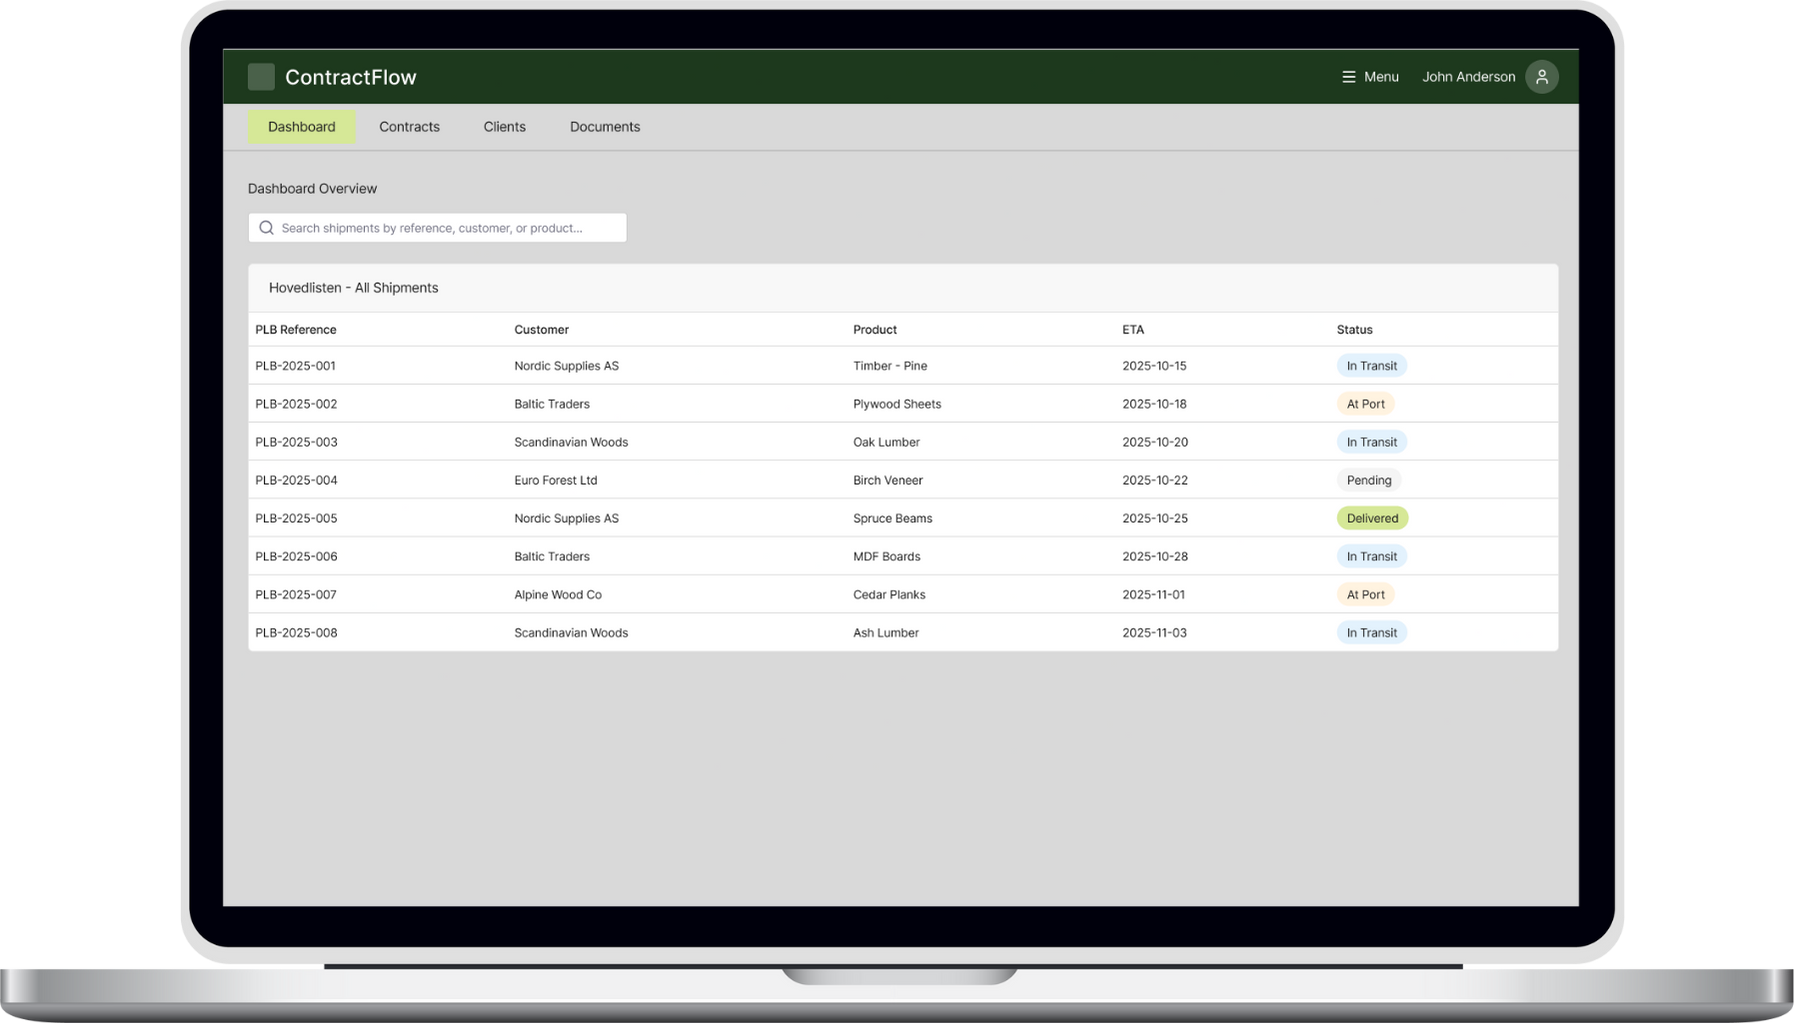 ContractFlow
Menu
John Anderson
Dashboard
Contracts
Clients
Documents
Dashboard Overview
Search shipments by reference, customer, or product...
Hovedlisten - All Shipments
PLB Reference Customer Product ETA Status
PLB-2025-001 Nordic Supplies AS Timber - Pine 2025-10-15 In Transit
PLB-2025-002 Baltic Traders Plywood Sheets 2025-10-18 At Port
PLB-2025-003 Scandinavian Woods Oak Lumber 2025-10-20 In Transit
PLB-2025-004 Euro Forest Ltd Birch Veneer 2025-10-22 Pending
PLB-2025-005 Nordic Supplies AS Spruce Beams 2025-10-25 Delivered
PLB-2025-006 Baltic Traders MDF Boards 2025-10-28 In Transit
PLB-2025-007 Alpine Wood Co Cedar Planks 2025-11-01 At Port
PLB-2025-008 Scandinavian Woods Ash Lumber 2025-11-03 In Transit